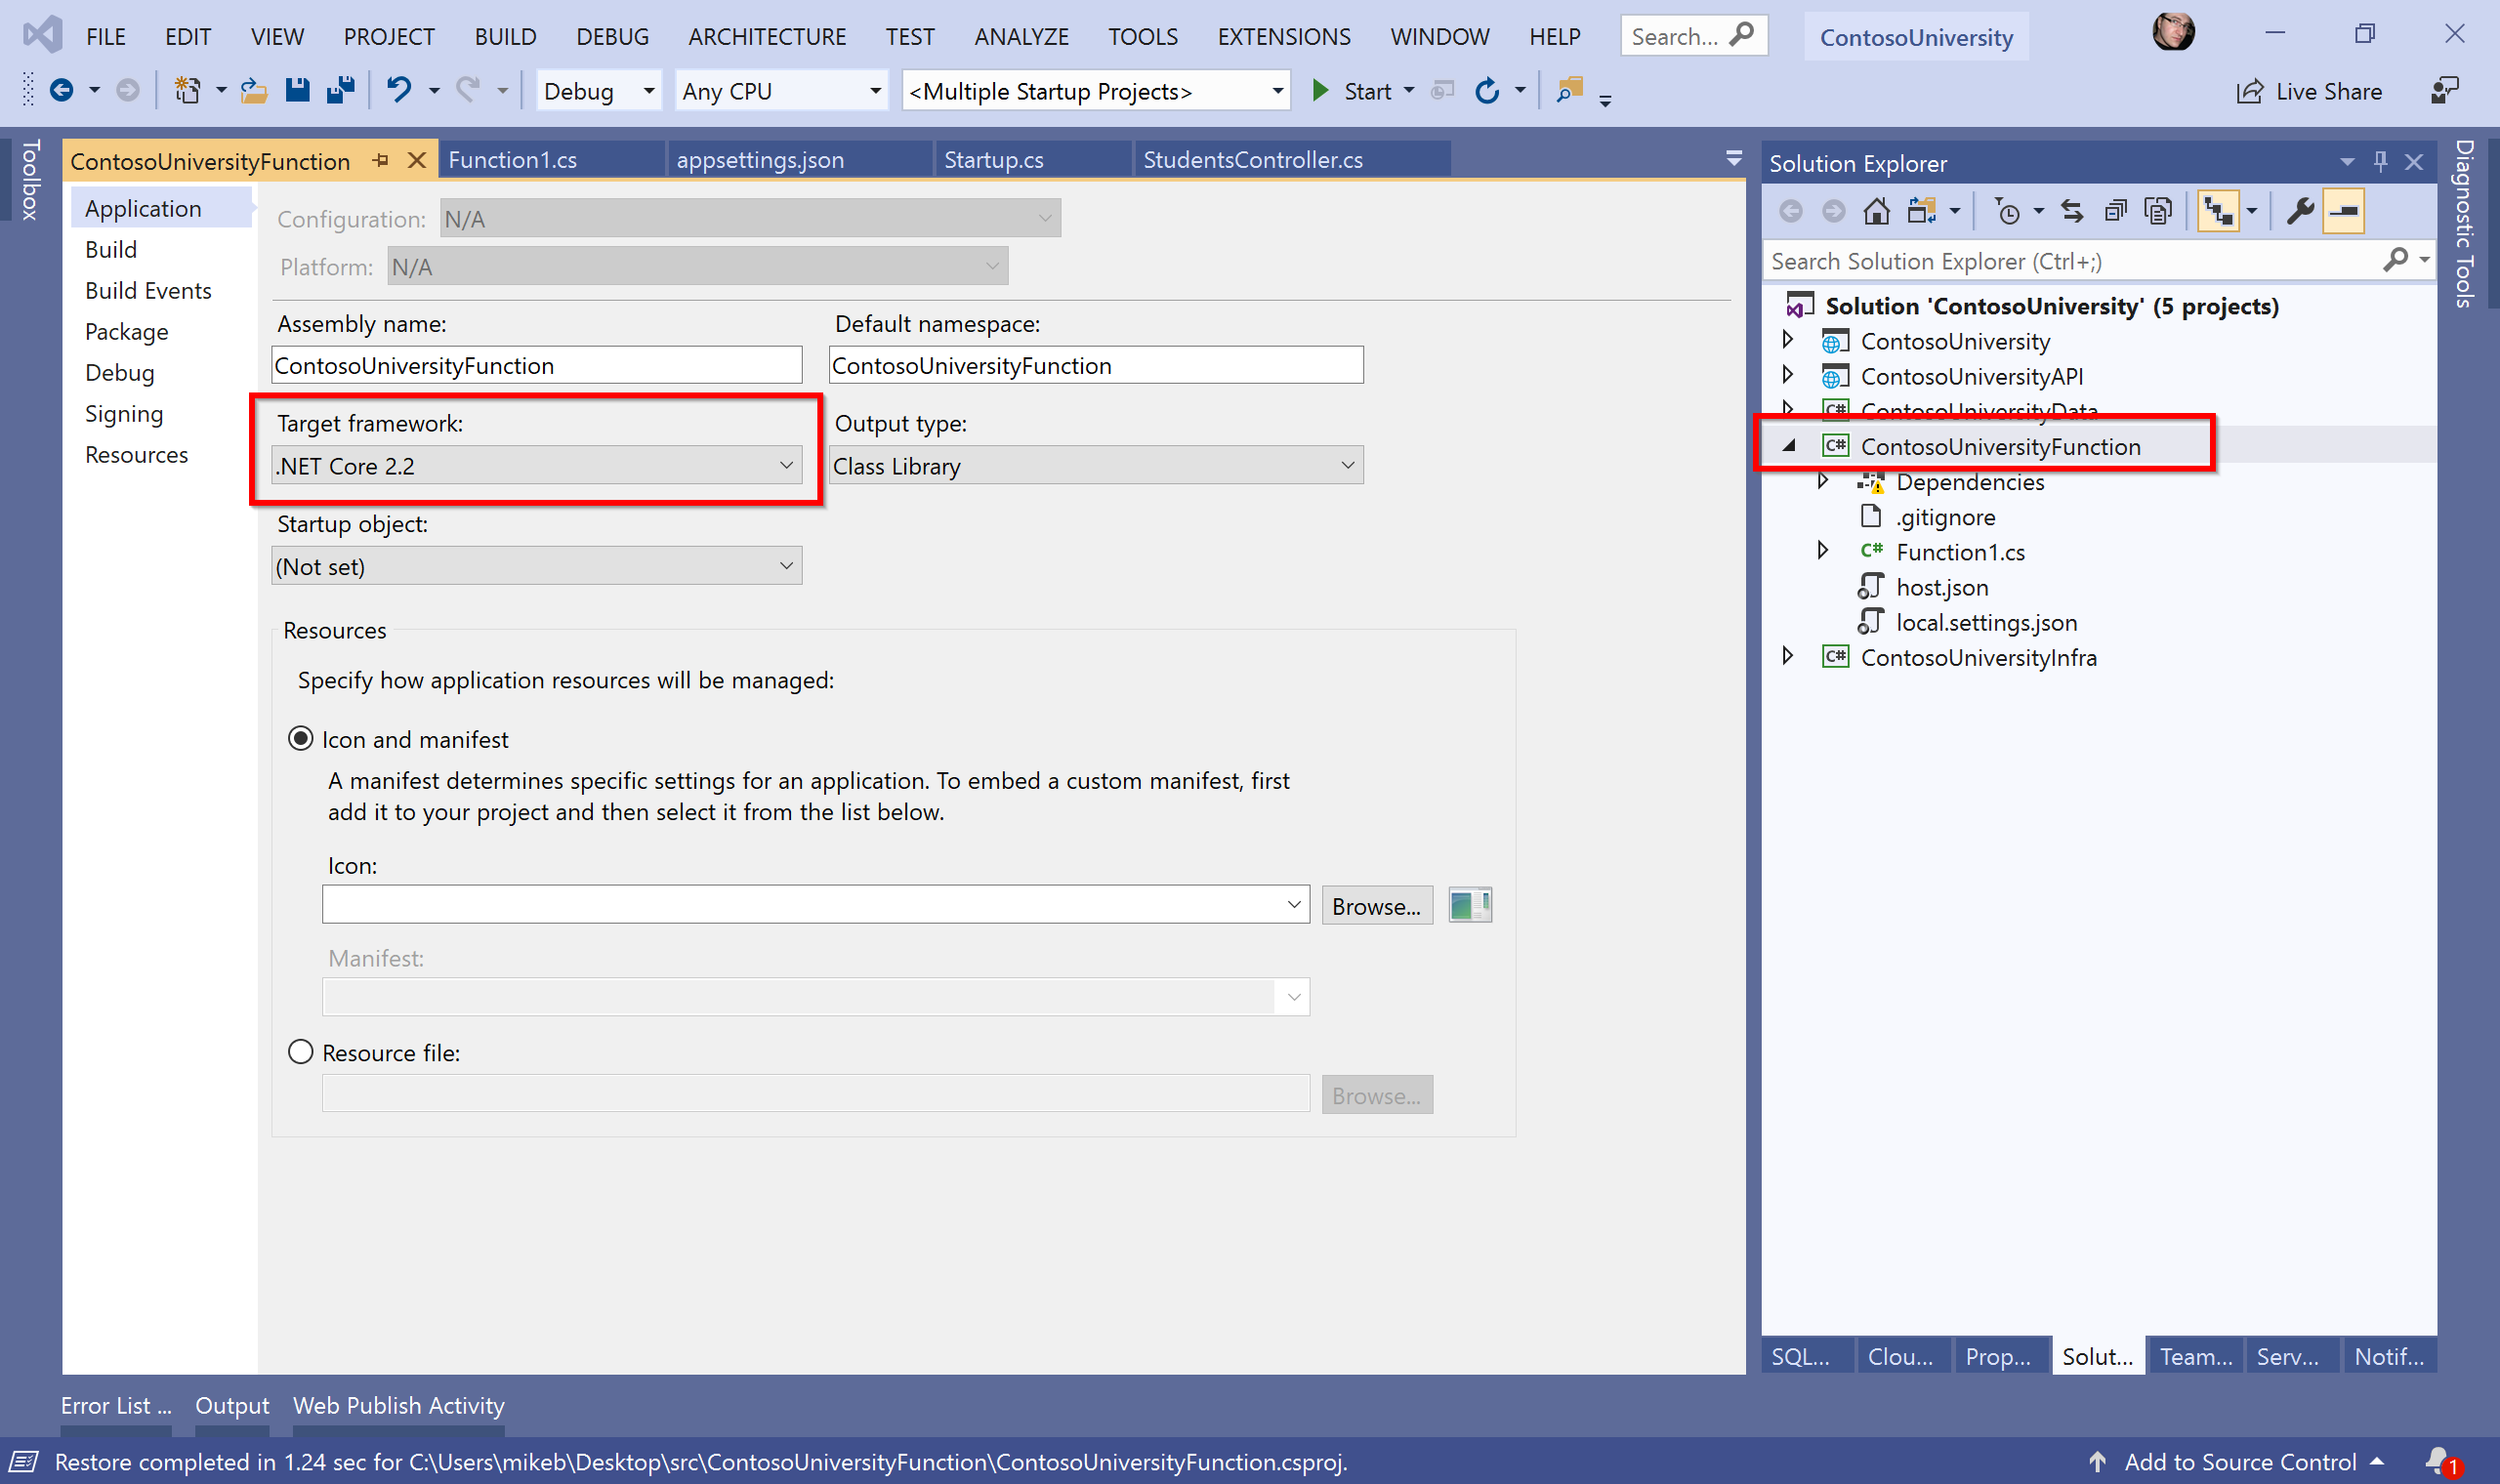 FILE EDIT VIEW PROJECT BUILD DEBUG ARCHITECTURE TEST ANALYZE TOOLS EXTENSIONS WINDOW HELP Search... ContosoUniversity
Debug Any CPU <Multiple Startup Projects> Start Live Share
Toolbox
ContosoUniversityFunction Function1.cs appsettings.json Startup.cs StudentsController.cs
Application
Build
Build Events
Package
Debug
Signing
Resources
Configuration: N/A
Platform: N/A
Assembly name: Default namespace:
ContosoUniversityFunction ContosoUniversityFunction
Target framework: Output type:
.NET Core 2.2 Class Library
Startup object:
(Not set)
Resources
Specify how application resources will be managed:
Icon and manifest
A manifest determines specific settings for an application. To embed a custom manifest, first
add it to your project and then select it from the list below.
Icon:
Browse...
Manifest:
Resource file:
Browse...
Solution Explorer
Search Solution Explorer (Ctrl+;)
Solution 'ContosoUniversity' (5 projects)
ContosoUniversity
ContosoUniversityAPI
C# ContosoUniversityData
C# ContosoUniversityFunction
Dependencies
.gitignore
C# Function1.cs
host.json
local.settings.json
C# ContosoUniversityInfra
SQL... Clou... Prop... Solut... Team... Serv... Notif...
Diagnostic Tools
Error List ... Output Web Publish Activity
Restore completed in 1.24 sec for C:\Users\mikeb\Desktop\src\ContosoUniversityFunction\ContosoUniversityFunction.csproj. Add to Source Control 1